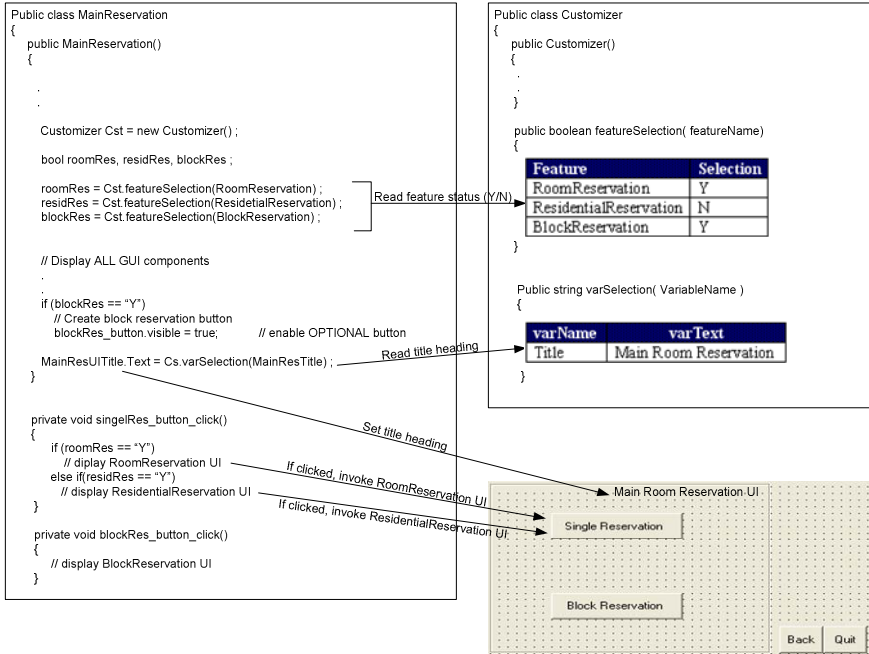 Public class MainReservation
{
public MainReservation()
{
.
.
Customizer Cst = new Customizer() ;
bool roomRes, residRes, blockRes ;
roomRes = Cst.featureSelection(RoomReservation) ;
residRes = Cst.featureSelection(ResidetialReservation) ;
blockRes = Cst.featureSelection(BlockReservation) ;
// Display ALL GUI components
.
.
if (blockRes == “Y”)
// Create block reservation button
blockRes_button.visible = true; // enable OPTIONAL button
MainResUITitle.Text = Cs.varSelection(MainResTitle) ;
}
private void singelRes_button_click()
{
if (roomRes == “Y”)
// diplay RoomReservation UI
else if(residRes == “Y”)
// display ResidentialReservation UI
}
private void blockRes_button_click()
{
// display BlockReservation UI
}
Read feature status (Y/N)
Read title heading
Set title heading
If clicked, invoke RoomReservation UI
If clicked, invoke ResidentialReservation UI
Public class Customizer
{
public Customizer()
{
.
.
}
public boolean featureSelection( featureName)
{
Feature Selection
RoomReservation Y
ResidentialReservation N
BlockReservation Y
}
Public string varSelection( VariableName )
{
varName varText
Title Main Room Reservation
}
Main Room Reservation UI
Single Reservation
Block Reservation
Back Quit